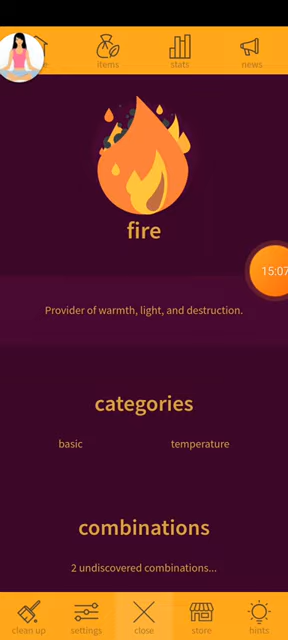 items stats news
fire
15:07
Provider of warmth, light, and destruction.
categories
basic temperature
combinations
2 undiscovered combinations...
clean up settings close store hints